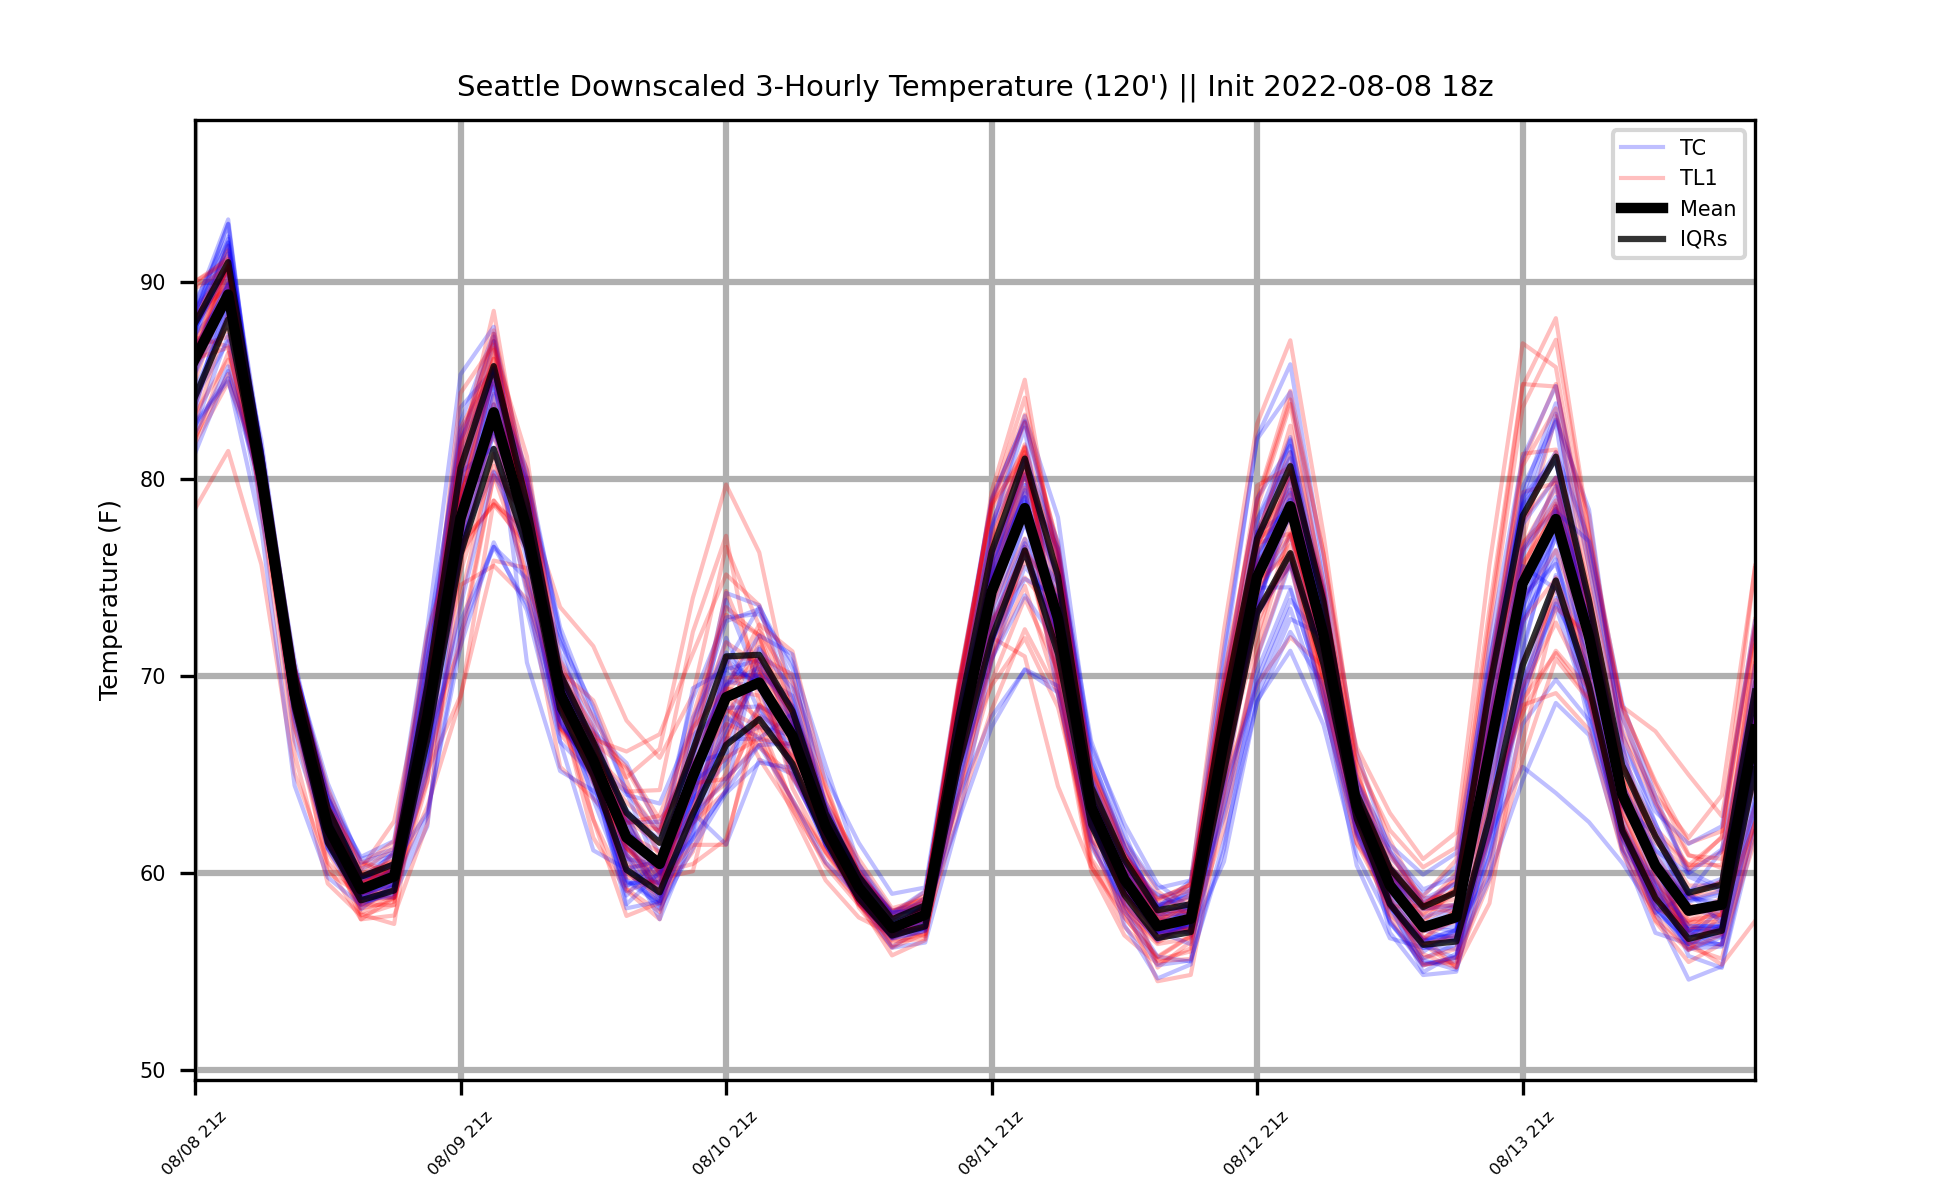 Seattle Downscaled 3-Hourly Temperature (120') || Init 2022-08-08 18z
TC
TL1
Mean
IQRs
Temperature (F)
90
80
70
60
50
08/08 21z
08/09 21z
08/10 21z
08/11 21z
08/12 21z
08/13 21z